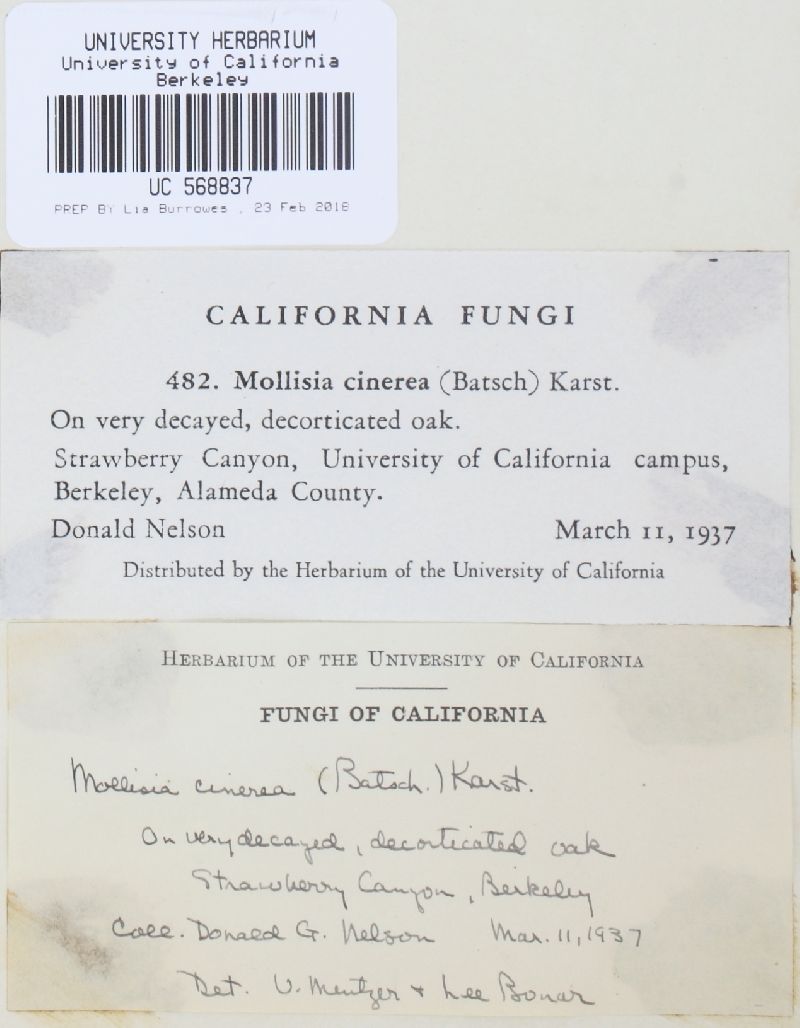 UNIVERSITY HERBARIUM
University of California
Berkeley
UC 568837
PREP BY Lia Burrowes , 23 Feb 2018
CALIFORNIA FUNGI
482. Mollisia cinerea (Batsch) Karst.
On very decayed, decorticated oak.
Strawberry Canyon, University of California campus,
Berkeley, Alameda County.
Donald Nelson March 11, 1937
Distributed by the Herbarium of the University of California
HERBARIUM OF THE UNIVERSITY OF CALIFORNIA
FUNGI OF CALIFORNIA
Mollisia cinerea (Batsch.) Karst.
On very decayed, decorticated oak
Strawberry Canyon, Berkeley
Coll. Donald G. Nelson Mar. 11, 1937
Det. V. Mentzer + Lee Bonar